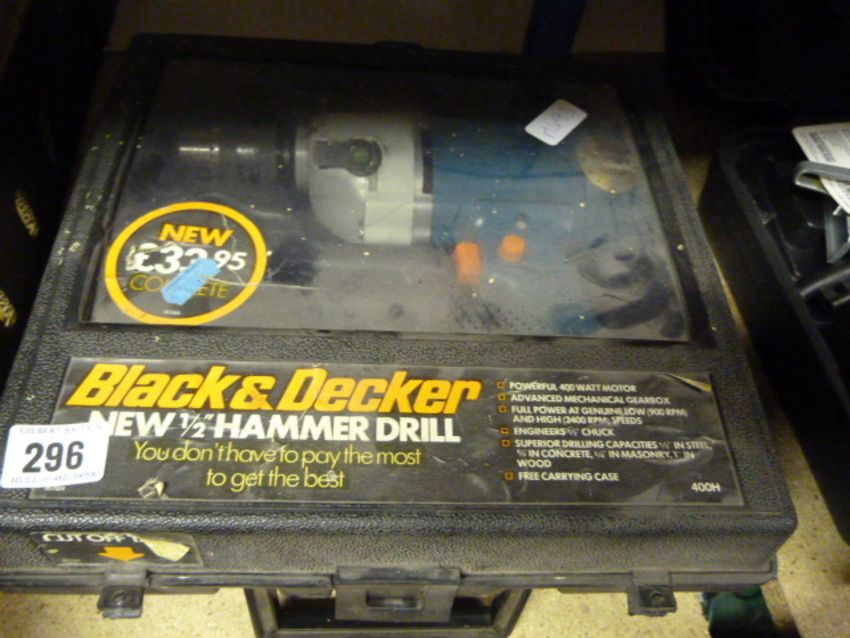 NEW
£33.95
COMPLETE
Black & Decker
NEW ½" HAMMER DRILL
You don't have to pay the most
to get the best
POWERFUL 400 WATT MOTOR
ADVANCED MECHANICAL GEARBOX
FULL POWER AT GENUINE LOW (900 RPM)
AND HIGH (2400 RPM) SPEEDS
ENGINEERS ½" CHUCK
SUPERIOR DRILLING CAPACITIES ½" IN STEEL,
IN CONCRETE, IN MASONRY, 1" IN
WOOD
FREE CARRYING CASE
400H
296
HULL
CUT OFF